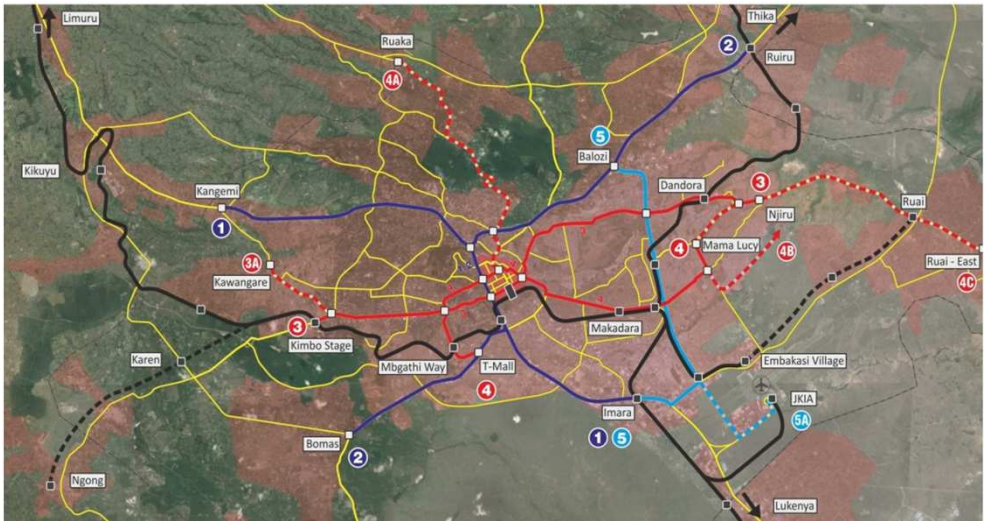 Limuru
Thika
Ruaka
2
Ruiru
4A
5
Balozi
Kikuyu
Dandora
3
Kangemi
Njiru
Ruai
1
4
Mama Lucy
4B
3A
Ruai - East
Kawangare
4C
3
Makadara
Kimbo Stage
Karen
Mbgathi Way
T-Mall
Embakasi Village
4
Imara
JKIA
1
5
5A
Bomas
2
Ngong
Lukenya